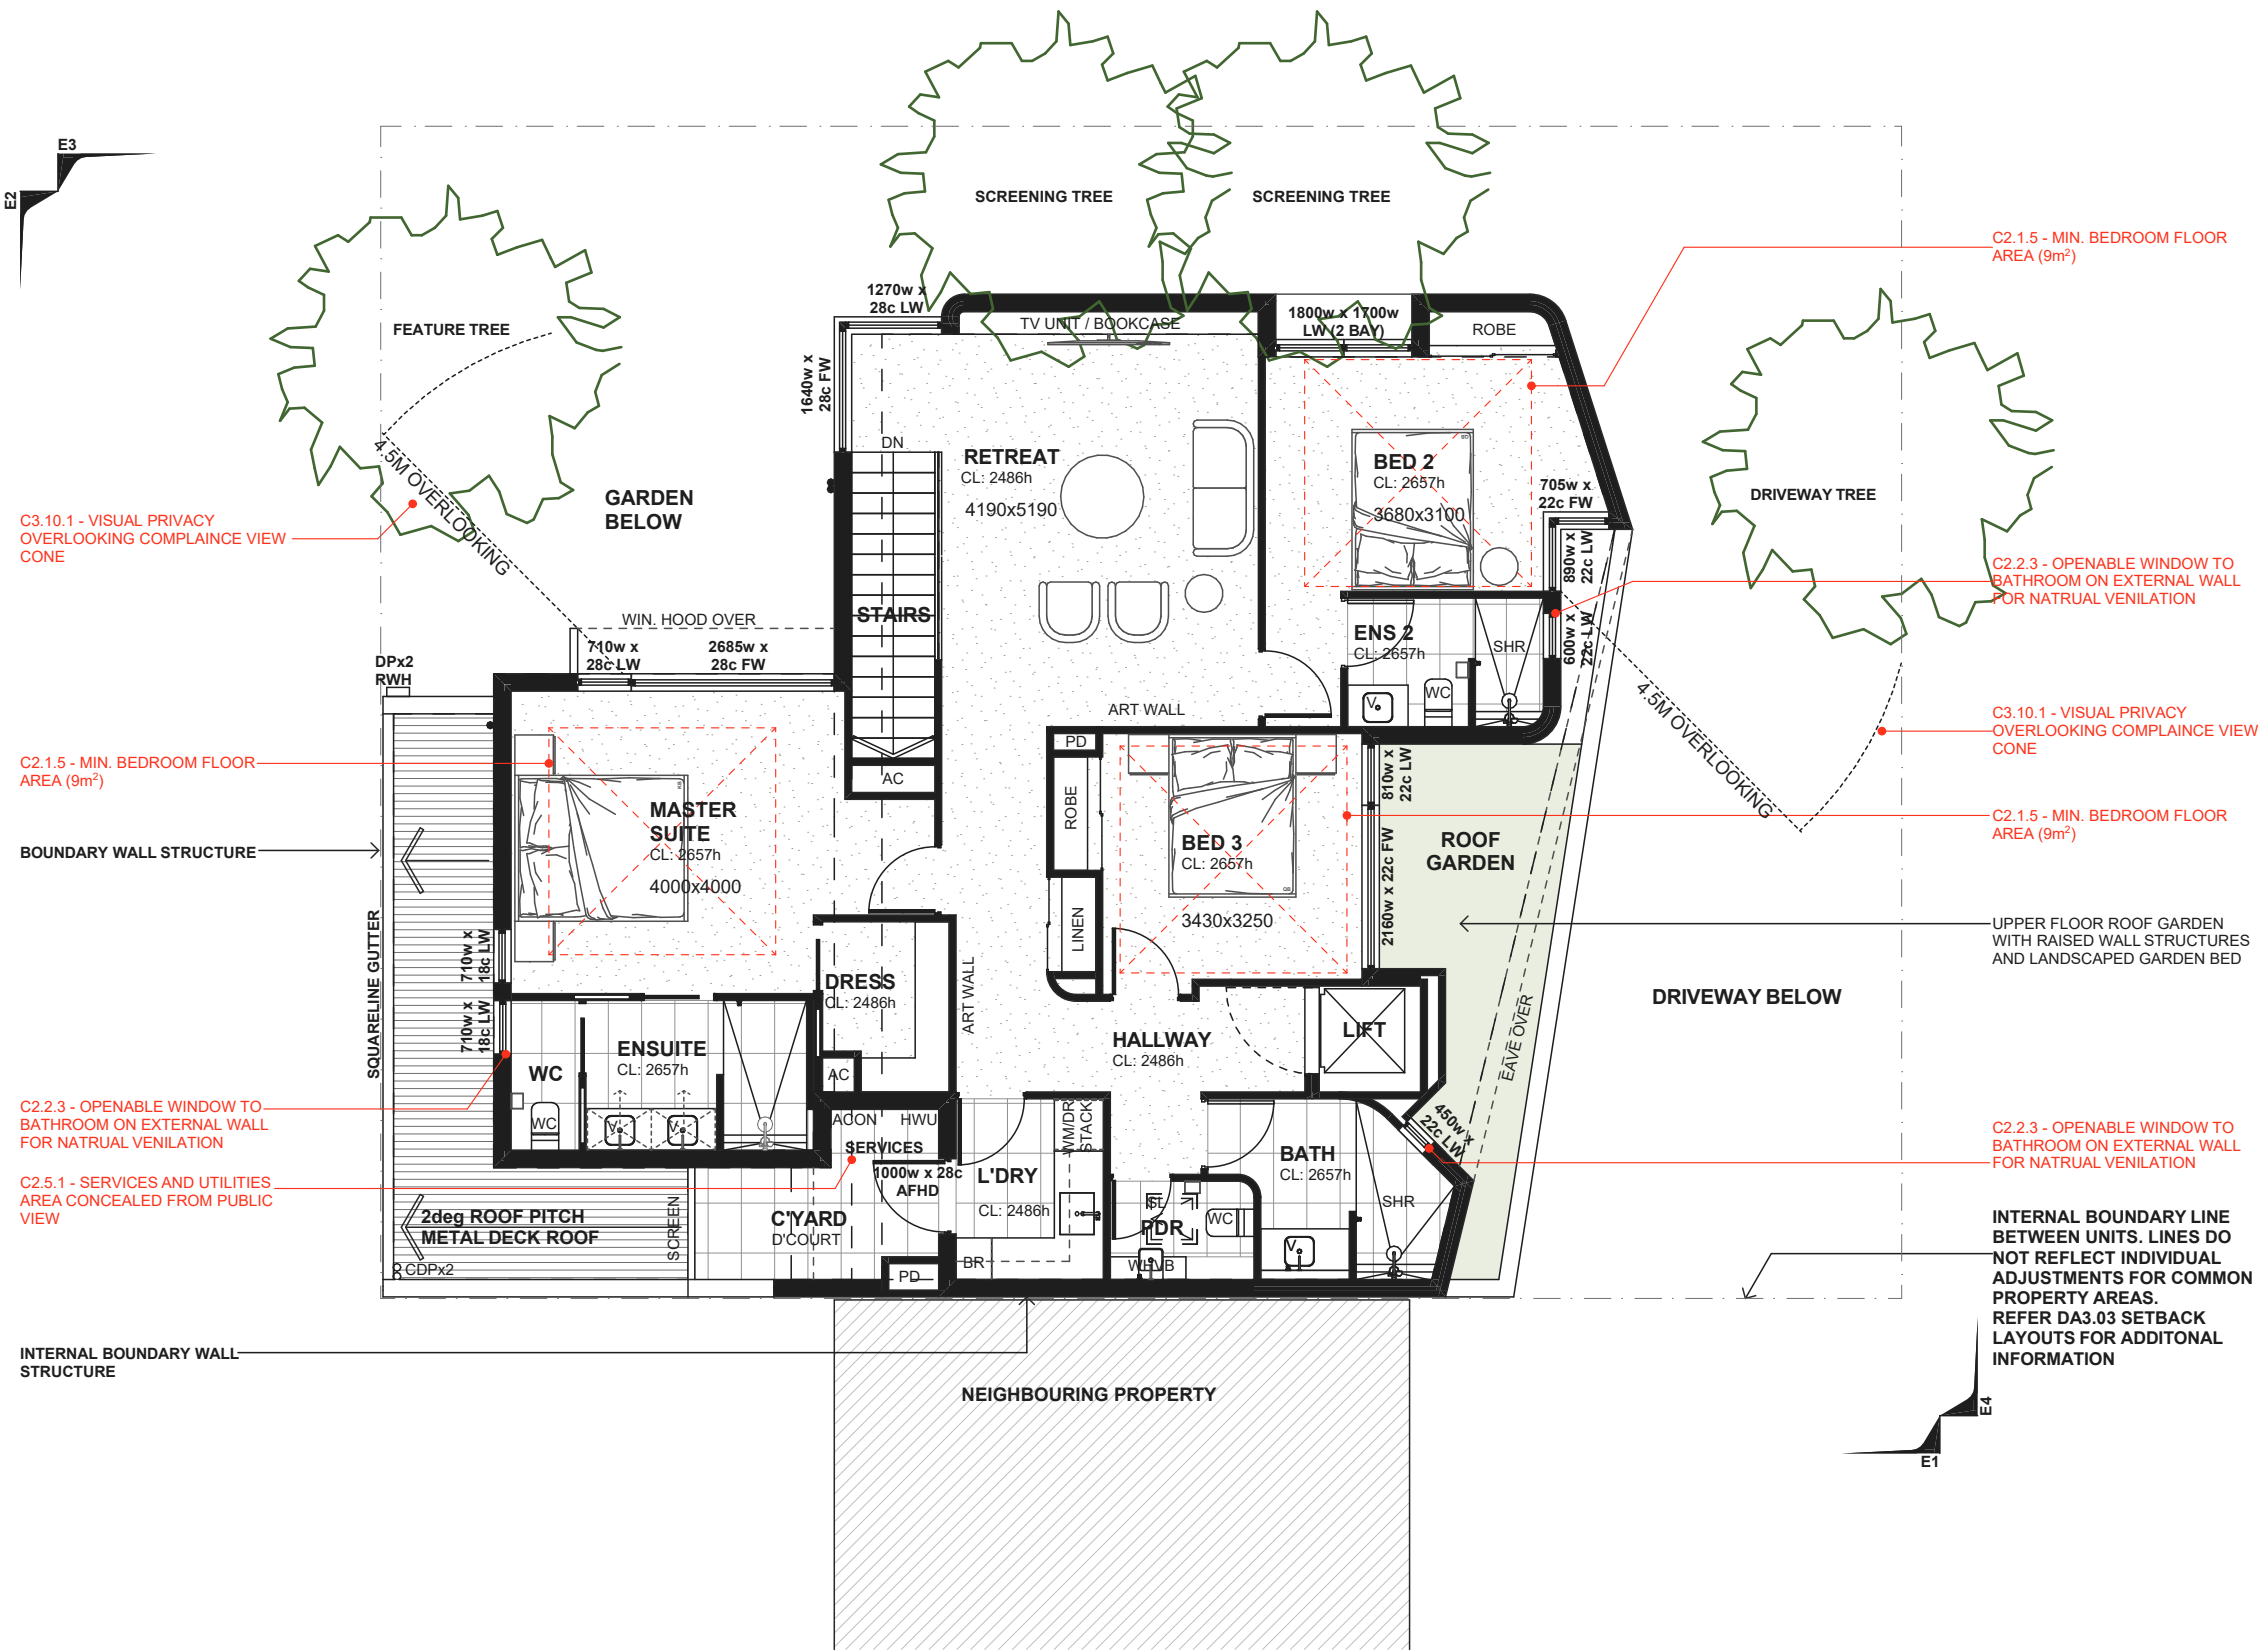 E3
E2
SCREENING TREE
SCREENING TREE
FEATURE TREE
C2.1.5 - MIN. BEDROOM FLOOR
AREA (9m²)
1270w x
28c LW
TV UNIT / BOOKCASE
1800w x 1700w
LW (2 BAY)
ROBE
1640w x
28c FW
DN
RETREAT
CL: 2486h
4190x5190
BED 2
CL: 2657h
3680x3100
705w x
22c FW
DRIVEWAY TREE
4.5M OVERLOOKING
GARDEN
BELOW
C3.10.1 - VISUAL PRIVACY
OVERLOOKING COMPLAINCE VIEW
CONE
890w x
22c LW
C2.2.3 - OPENABLE WINDOW TO
BATHROOM ON EXTERNAL WALL
FOR NATRUAL VENILATION
STAIRS
WIN. HOOD OVER
710w x
28c LW
2685w x
28c FW
ENS 2
CL: 2657h
SHR
600w x
22c LW
DPx2
RWH
V
WC
4.5M OVERLOOKING
ART WALL
C3.10.1 - VISUAL PRIVACY
OVERLOOKING COMPLAINCE VIEW
CONE
PD
C2.1.5 - MIN. BEDROOM FLOOR
AREA (9m²)
AC
810w x
22c LW
MASTER
SUITE
CL: 2657h
4000x4000
ROBE
BED 3
CL: 2657h
3430x3250
ROOF
GARDEN
C2.1.5 - MIN. BEDROOM FLOOR
AREA (9m²)
BOUNDARY WALL STRUCTURE
2160w x 22c FW
LINEN
UPPER FLOOR ROOF GARDEN
WITH RAISED WALL STRUCTURES
AND LANDSCAPED GARDEN BED
SQUARELINE GUTTER
710w x
18c LW
DRESS
CL: 2486h
ART WALL
DRIVEWAY BELOW
710w x
18c LW
ENSUITE
CL: 2657h
WC
HALLWAY
CL: 2486h
LIFT
EAVE OVER
AC
WC
V
V
C2.2.3 - OPENABLE WINDOW TO
BATHROOM ON EXTERNAL WALL
FOR NATRUAL VENILATION
ACON
HWU
SERVICES
WM/DR
STACK
450w x
22c LW
C2.2.3 - OPENABLE WINDOW TO
BATHROOM ON EXTERNAL WALL
FOR NATRUAL VENILATION
BATH
CL: 2657h
1000w x 28c
AFHD
L'DRY
CL: 2486h
C2.5.1 - SERVICES AND UTILITIES
AREA CONCEALED FROM PUBLIC
VIEW
SL
SHR
2deg ROOF PITCH
METAL DECK ROOF
SCREEN
C'YARD
D'COURT
PDR
WC
V
INTERNAL BOUNDARY LINE
BETWEEN UNITS. LINES DO
NOT REFLECT INDIVIDUAL
ADJUSTMENTS FOR COMMON
PROPERTY AREAS.
REFER DA3.03 SETBACK
LAYOUTS FOR ADDITONAL
INFORMATION
CDPx2
PD
BR
WHVB
INTERNAL BOUNDARY WALL
STRUCTURE
NEIGHBOURING PROPERTY
E4
E1